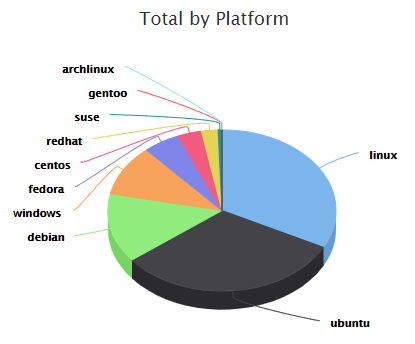 Total by Platform
archlinux
gentoo
suse
redhat
linux
centos
fedora
windows
debian
ubuntu